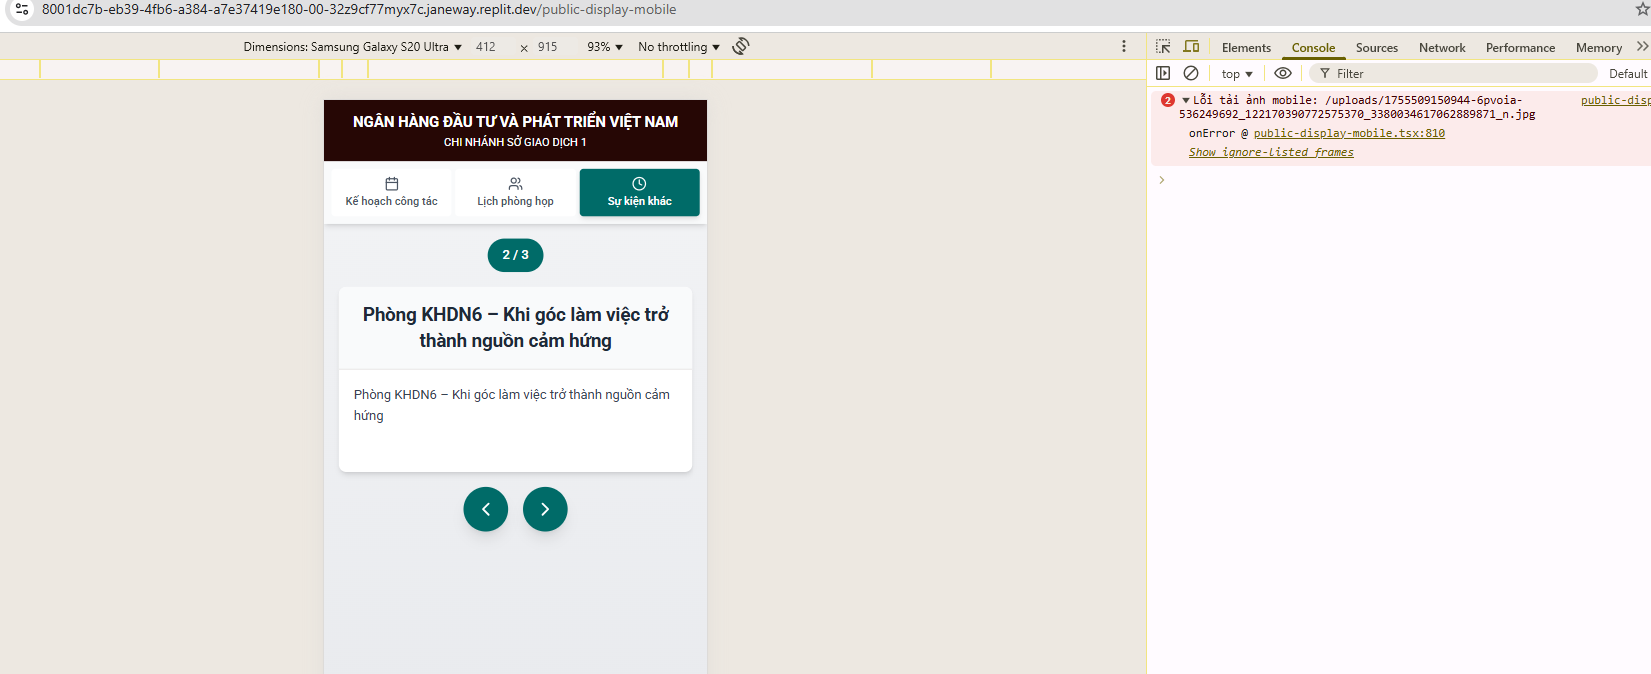 8001dc7b-eb39-4fb6-a384-a7e37419e180-00-32z9cf77myx7c.janeway.replit.dev/public-display-mobile
Dimensions: Samsung Galaxy S20 Ultra ▼ 412 × 915 93% ▼ No throttling ▼
Elements Console Sources Network Performance Memory
top ▼ Filter Default
NGÂN HÀNG ĐẦU TƯ VÀ PHÁT TRIỂN VIỆT NAM
CHI NHÁNH SỞ GIAO DỊCH 1
Kế hoạch công tác
Lịch phòng họp
Sự kiện khác
2 / 3
Phòng KHDN6 – Khi góc làm việc trở
thành nguồn cảm hứng
Phòng KHDN6 – Khi góc làm việc trở thành nguồn cảm
hứng
2 ▼ Lỗi tải ảnh mobile: /uploads/1755509150944-6pvoia- public-disp
536249692_122170390772575370_3380034617062889871_n.jpg
onError @ public-display-mobile.tsx:810
Show ignore-listed frames